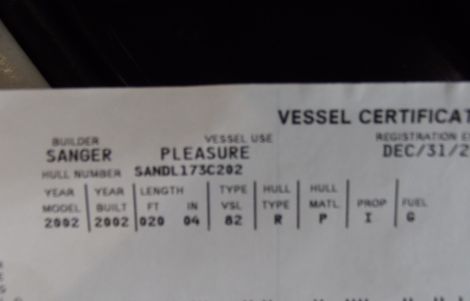 VESSEL CERTIFICAT
BUILDER VESSEL USE REGISTRATION E
SANGER PLEASURE DEC/31/2
HULL NUMBER SANDL173C202
YEAR YEAR LENGTH TYPE HULL HULL
MODEL BUILT FT IN VSL TYPE MATL PROP FUEL
2002 2002 020 04 82 R P I G